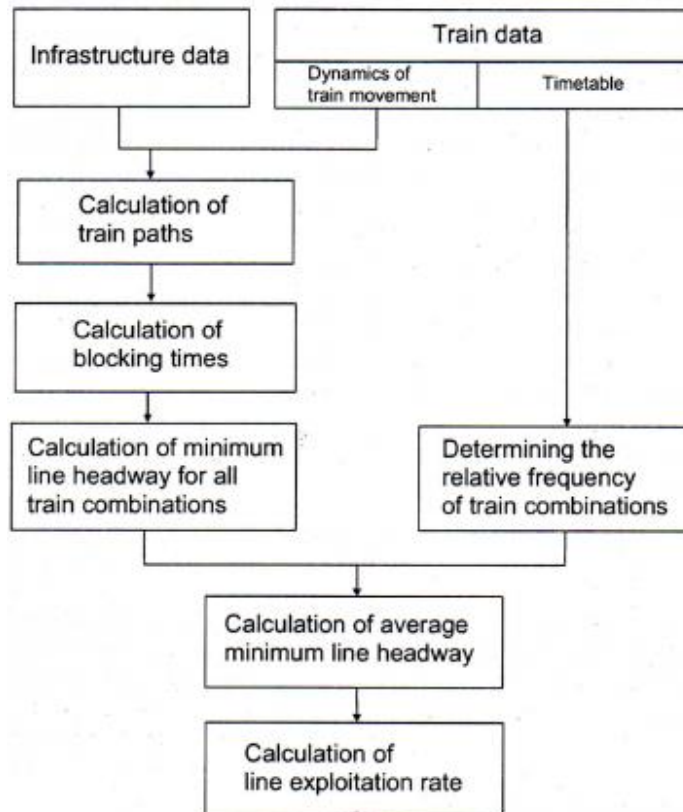 Infrastructure data
Train data
Dynamics of
train movement
Timetable
Calculation of
train paths
Calculation of
blocking times
Calculation of minimum
line headway for all
train combinations
Determining the
relative frequency
of train combinations
Calculation of average
minimum line headway
Calculation of
line exploitation rate